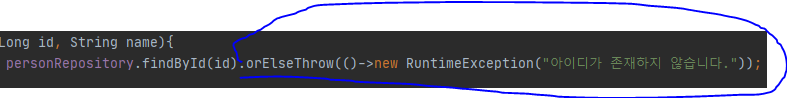 Long id, String name){
personRepository.findById(id).orElseThrow(()->new RuntimeException("아이디가 존재하지 않습니다."));